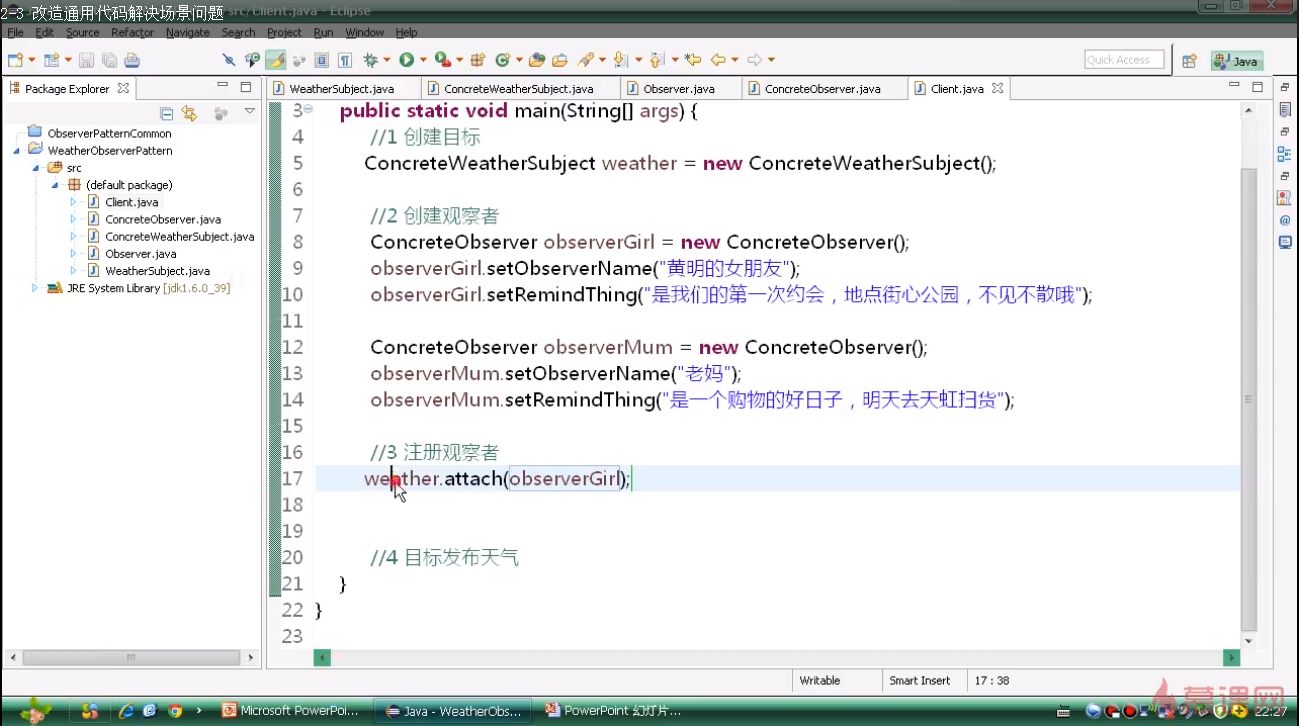 2-3 改造通用代码解决场景问题 src/Client.java - Eclipse
File Edit Source Refactor Navigate Search Project Run Window Help
Quick Access Java
Package Explorer
WeatherSubject.java ConcreteWeatherSubject.java Observer.java ConcreteObserver.java Client.java
ObserverPatternCommon
WeatherObserverPattern
src
(default package)
Client.java
ConcreteObserver.java
ConcreteWeatherSubject.java
Observer.java
WeatherSubject.java
JRE System Library [jdk1.6.0_39]
3 public static void main(String[] args) {
4 //1 创建目标
5 ConcreteWeatherSubject weather = new ConcreteWeatherSubject();
6
7 //2 创建观察者
8 ConcreteObserver observerGirl = new ConcreteObserver();
9 observerGirl.setObserverName("黄明的女朋友");
10 observerGirl.setRemindThing("是我们的第一次约会，地点街心公园，不见不散哦");
11
12 ConcreteObserver observerMum = new ConcreteObserver();
13 observerMum.setObserverName("老妈");
14 observerMum.setRemindThing("是一个购物的好日子，明天去天虹扫货");
15
16 //3 注册观察者
17 weather.attach(observerGirl);
18
19
20 //4 目标发布天气
21 }
22 }
23
Writable Smart Insert 17 : 38
慕课网
Microsoft PowerPoi... Java - WeatherObs... PowerPoint 幻灯片... 22:27